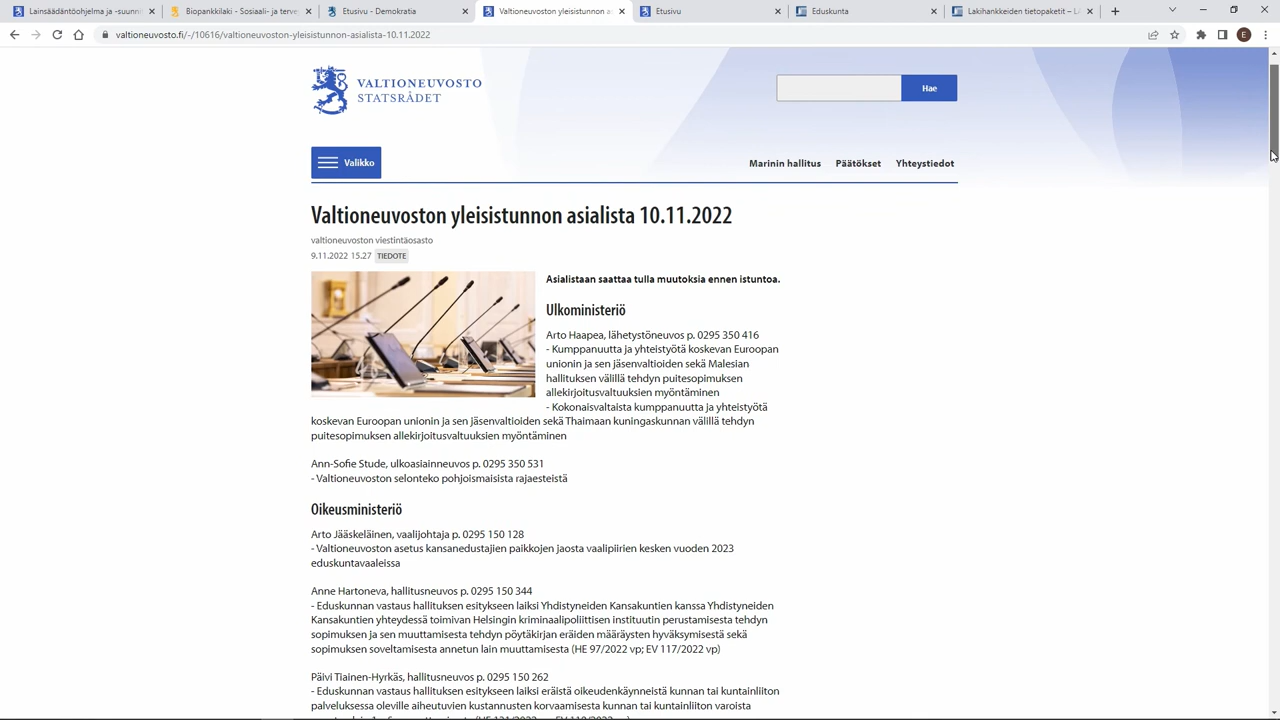 Lainsäädäntöohjelma ja -suunni
Biopankkilaki - Sosiaali- ja terve
Etusivu - Demokratia
Valtioneuvoston yleisistunnon a
Etusivu
Eduskunta
Lakihankkeiden tietopaketit – L
valtioneuvosto.fi/-/10616/valtioneuvoston-yleisistunnon-asialista-10.11.2022
E
VALTIONEUVOSTO
STATSRÅDET
Hae
Valikko
Marinin hallitus Päätökset Yhteystiedot
Valtioneuvoston yleisistunnon asialista 10.11.2022
valtioneuvoston viestintäosasto
9.11.2022 15.27 TIEDOTE
Asialistaan saattaa tulla muutoksia ennen istuntoa.
Ulkoministeriö
Arto Haapea, lähetystöneuvos p. 0295 350 416
- Kumppanuutta ja yhteistyötä koskevan Euroopan
unionin ja sen jäsenvaltioiden sekä Malesian
hallituksen välillä tehdyn puitesopimuksen
allekirjoitusvaltuuksien myöntäminen
- Kokonaisvaltaista kumppanuutta ja yhteistyötä
koskevan Euroopan unionin ja sen jäsenvaltioiden sekä Thaimaan kuningaskunnan välillä tehdyn
puitesopimuksen allekirjoitusvaltuuksien myöntäminen
Ann-Sofie Stude, ulkoasiainneuvos p. 0295 350 531
- Valtioneuvoston selonteko pohjoismaisista rajaesteistä
Oikeusministeriö
Arto Jääskeläinen, vaalijohtaja p. 0295 150 128
- Valtioneuvoston asetus kansanedustajien paikkojen jaosta vaalipiirien kesken vuoden 2023
eduskuntavaaleissa
Anne Hartoneva, hallitusneuvos p. 0295 150 344
- Eduskunnan vastaus hallituksen esitykseen laiksi Yhdistyneiden Kansakuntien kanssa Yhdistyneiden
Kansakuntien yhteydessä toimivan Helsingin kriminaalipoliittisen instituutin perustamisesta tehdyn
sopimuksen ja sen muuttamisesta tehdyn pöytäkirjan eräiden määräysten hyväksymisestä sekä
sopimuksen soveltamisesta annetun lain muuttamisesta (HE 97/2022 vp; EV 117/2022 vp)
Päivi Tiainen-Hyrkäs, hallitusneuvos p. 0295 150 262
- Eduskunnan vastaus hallituksen esitykseen laiksi eräistä oikeudenkäynneistä kunnan tai kuntainliiton
palveluksessa oleville aiheutuvien kustannusten korvaamisesta kunnan tai kuntainliiton varoista